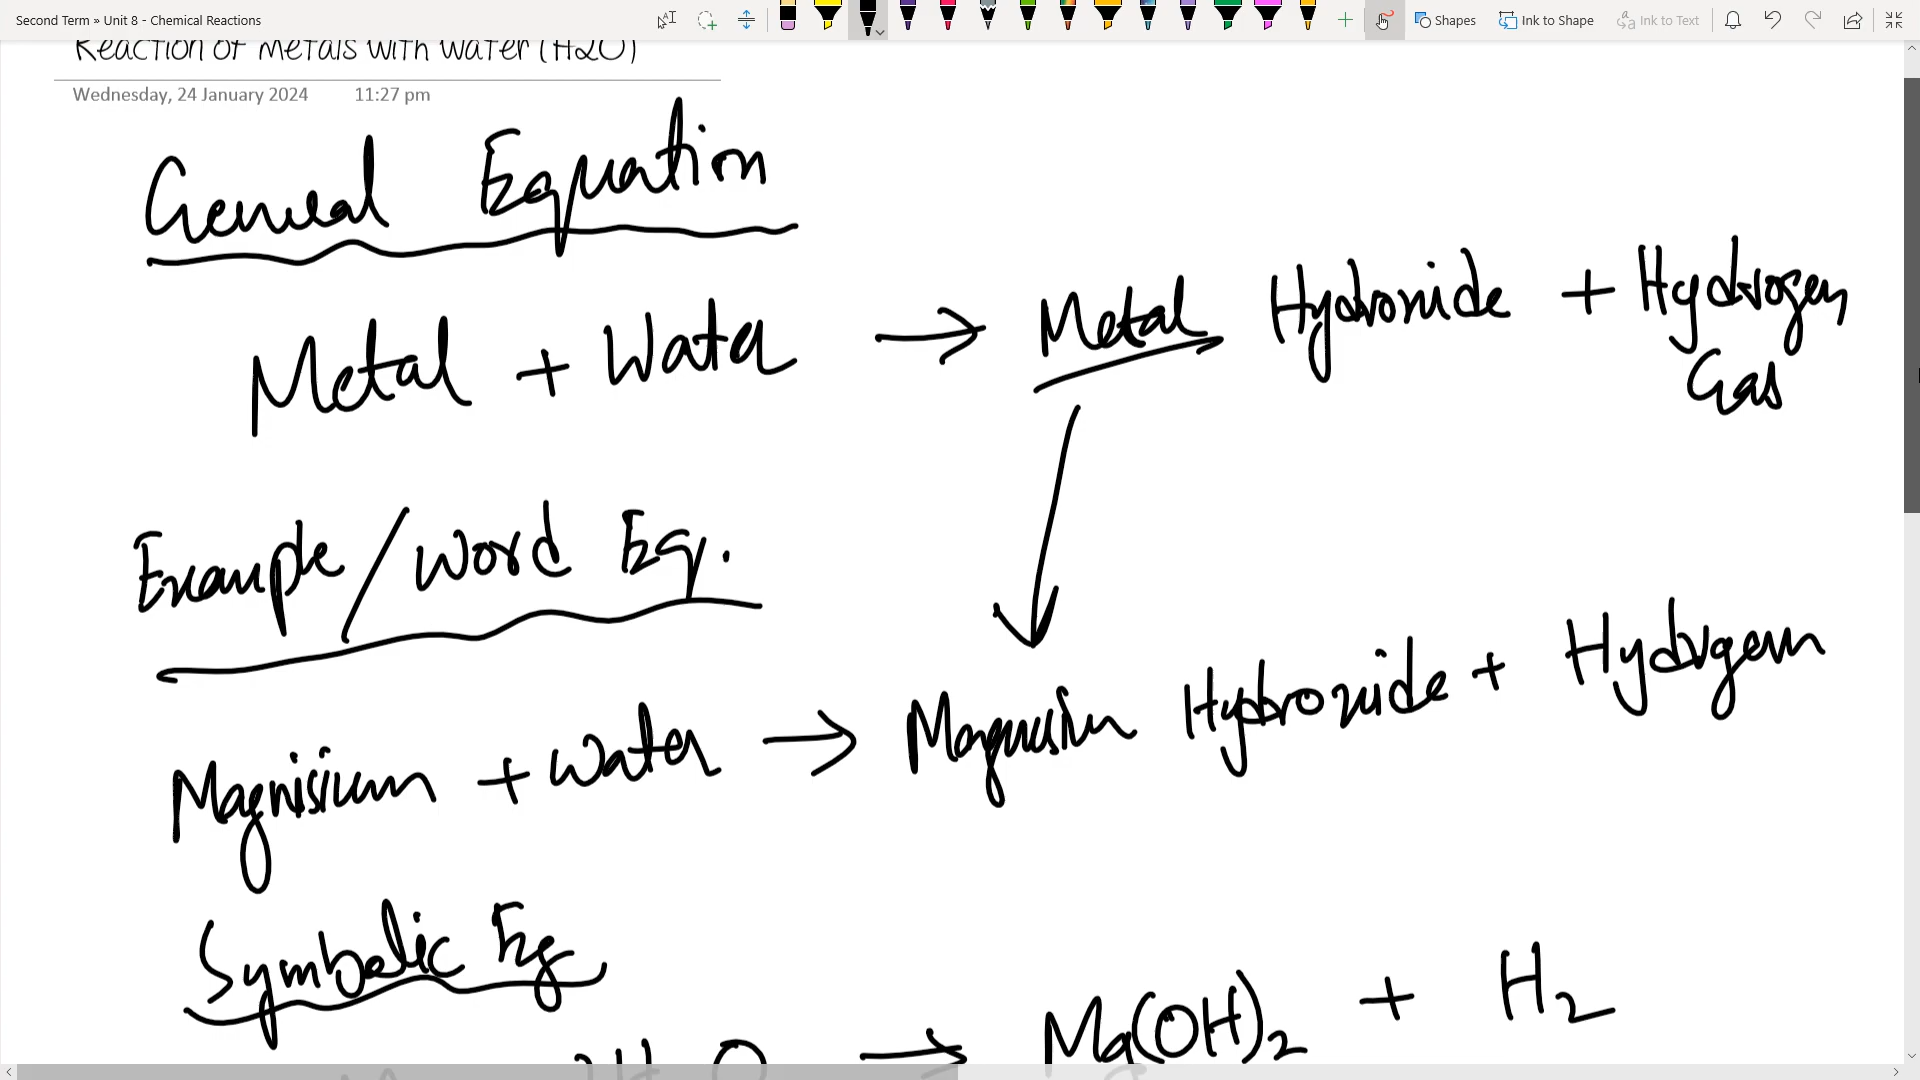 Second Term » Unit 8 - Chemical Reactions
Shapes
Ink to Shape
Ink to Text
Reaction of metals with water (H2O)
Wednesday, 24 January 2024 11:27 pm
General Equation
Metal + Water → Metal Hydroxide + Hydrogen
Gas
Example/Word Eq.
Magnisium + Water → Magnesium Hydroxide + Hydrogen
Symbolic Eq
2H2O → Mg(OH)2 + H2